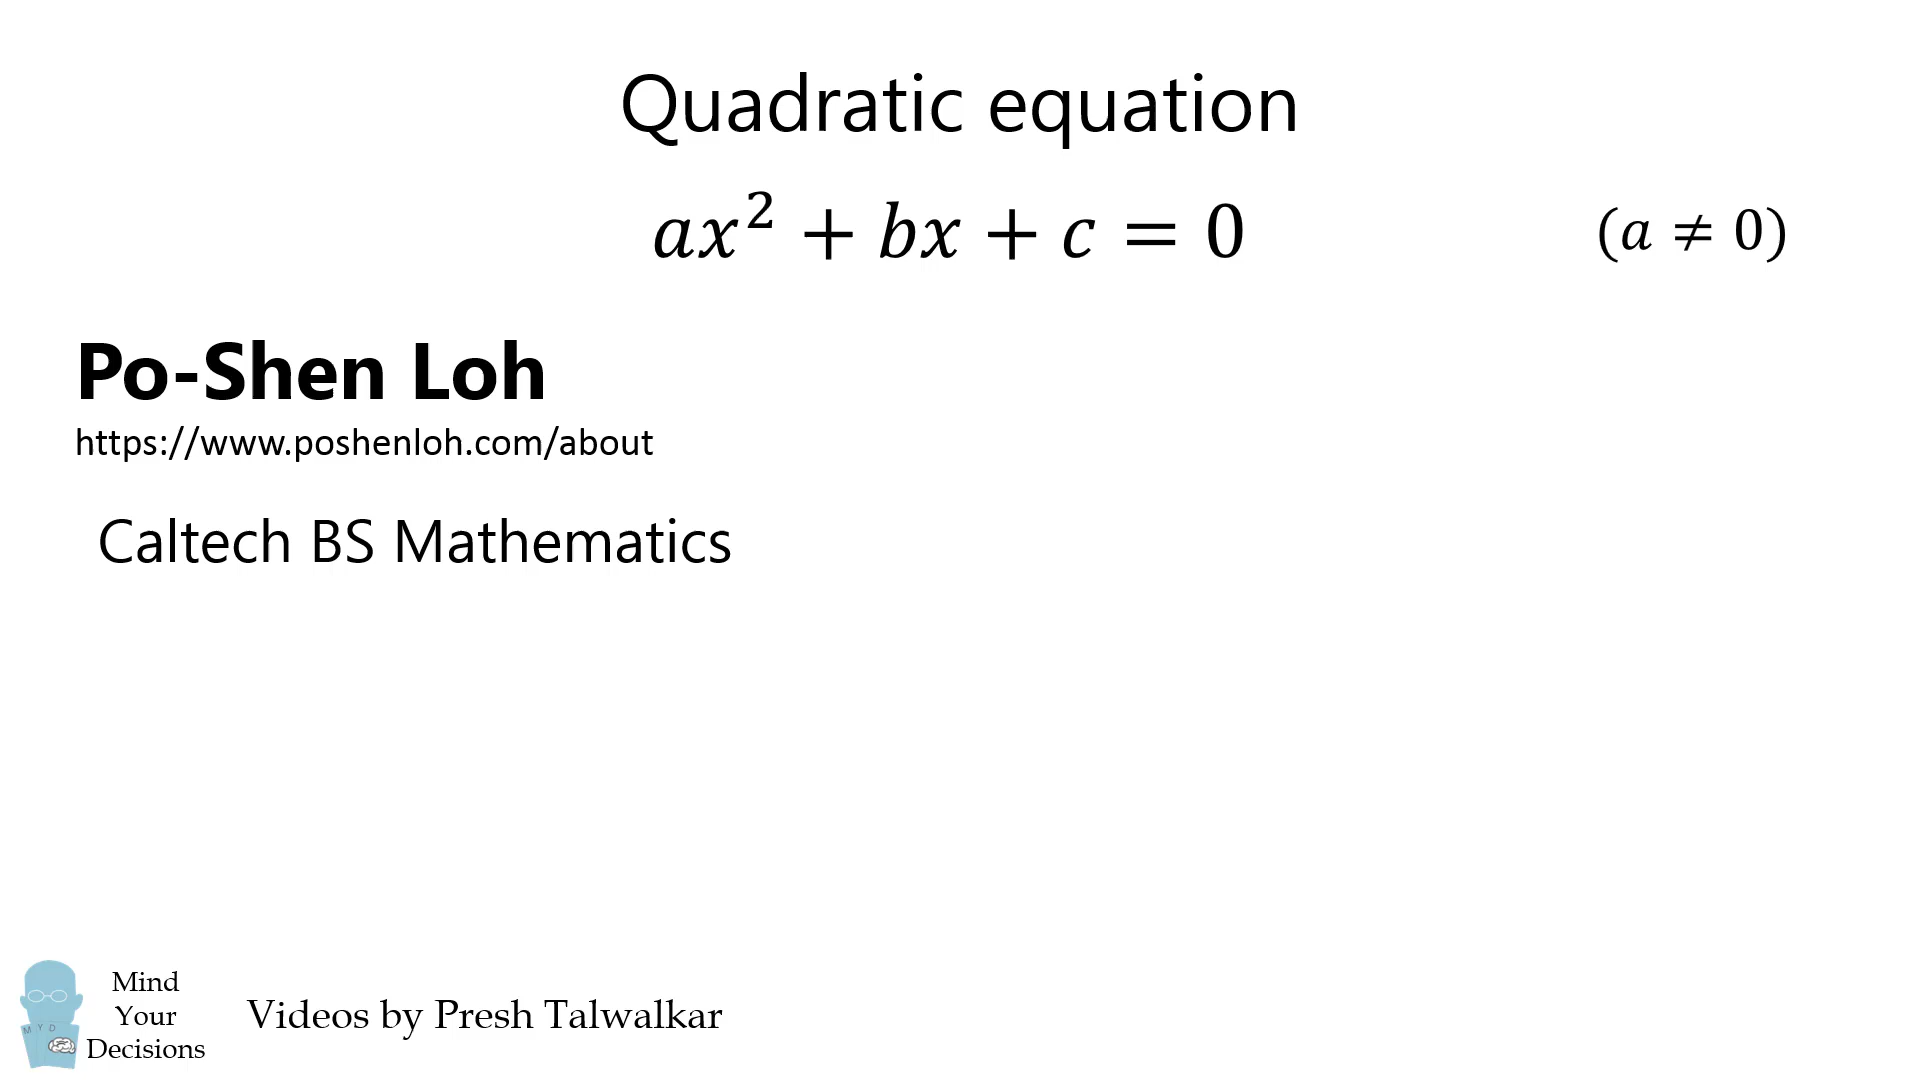 Quadratic equation
ax² + bx + c = 0 (a ≠ 0)
Po-Shen Loh
https://www.poshenloh.com/about
Caltech BS Mathematics
M Y D
Mind
Your
Decisions
Videos by Presh Talwalkar